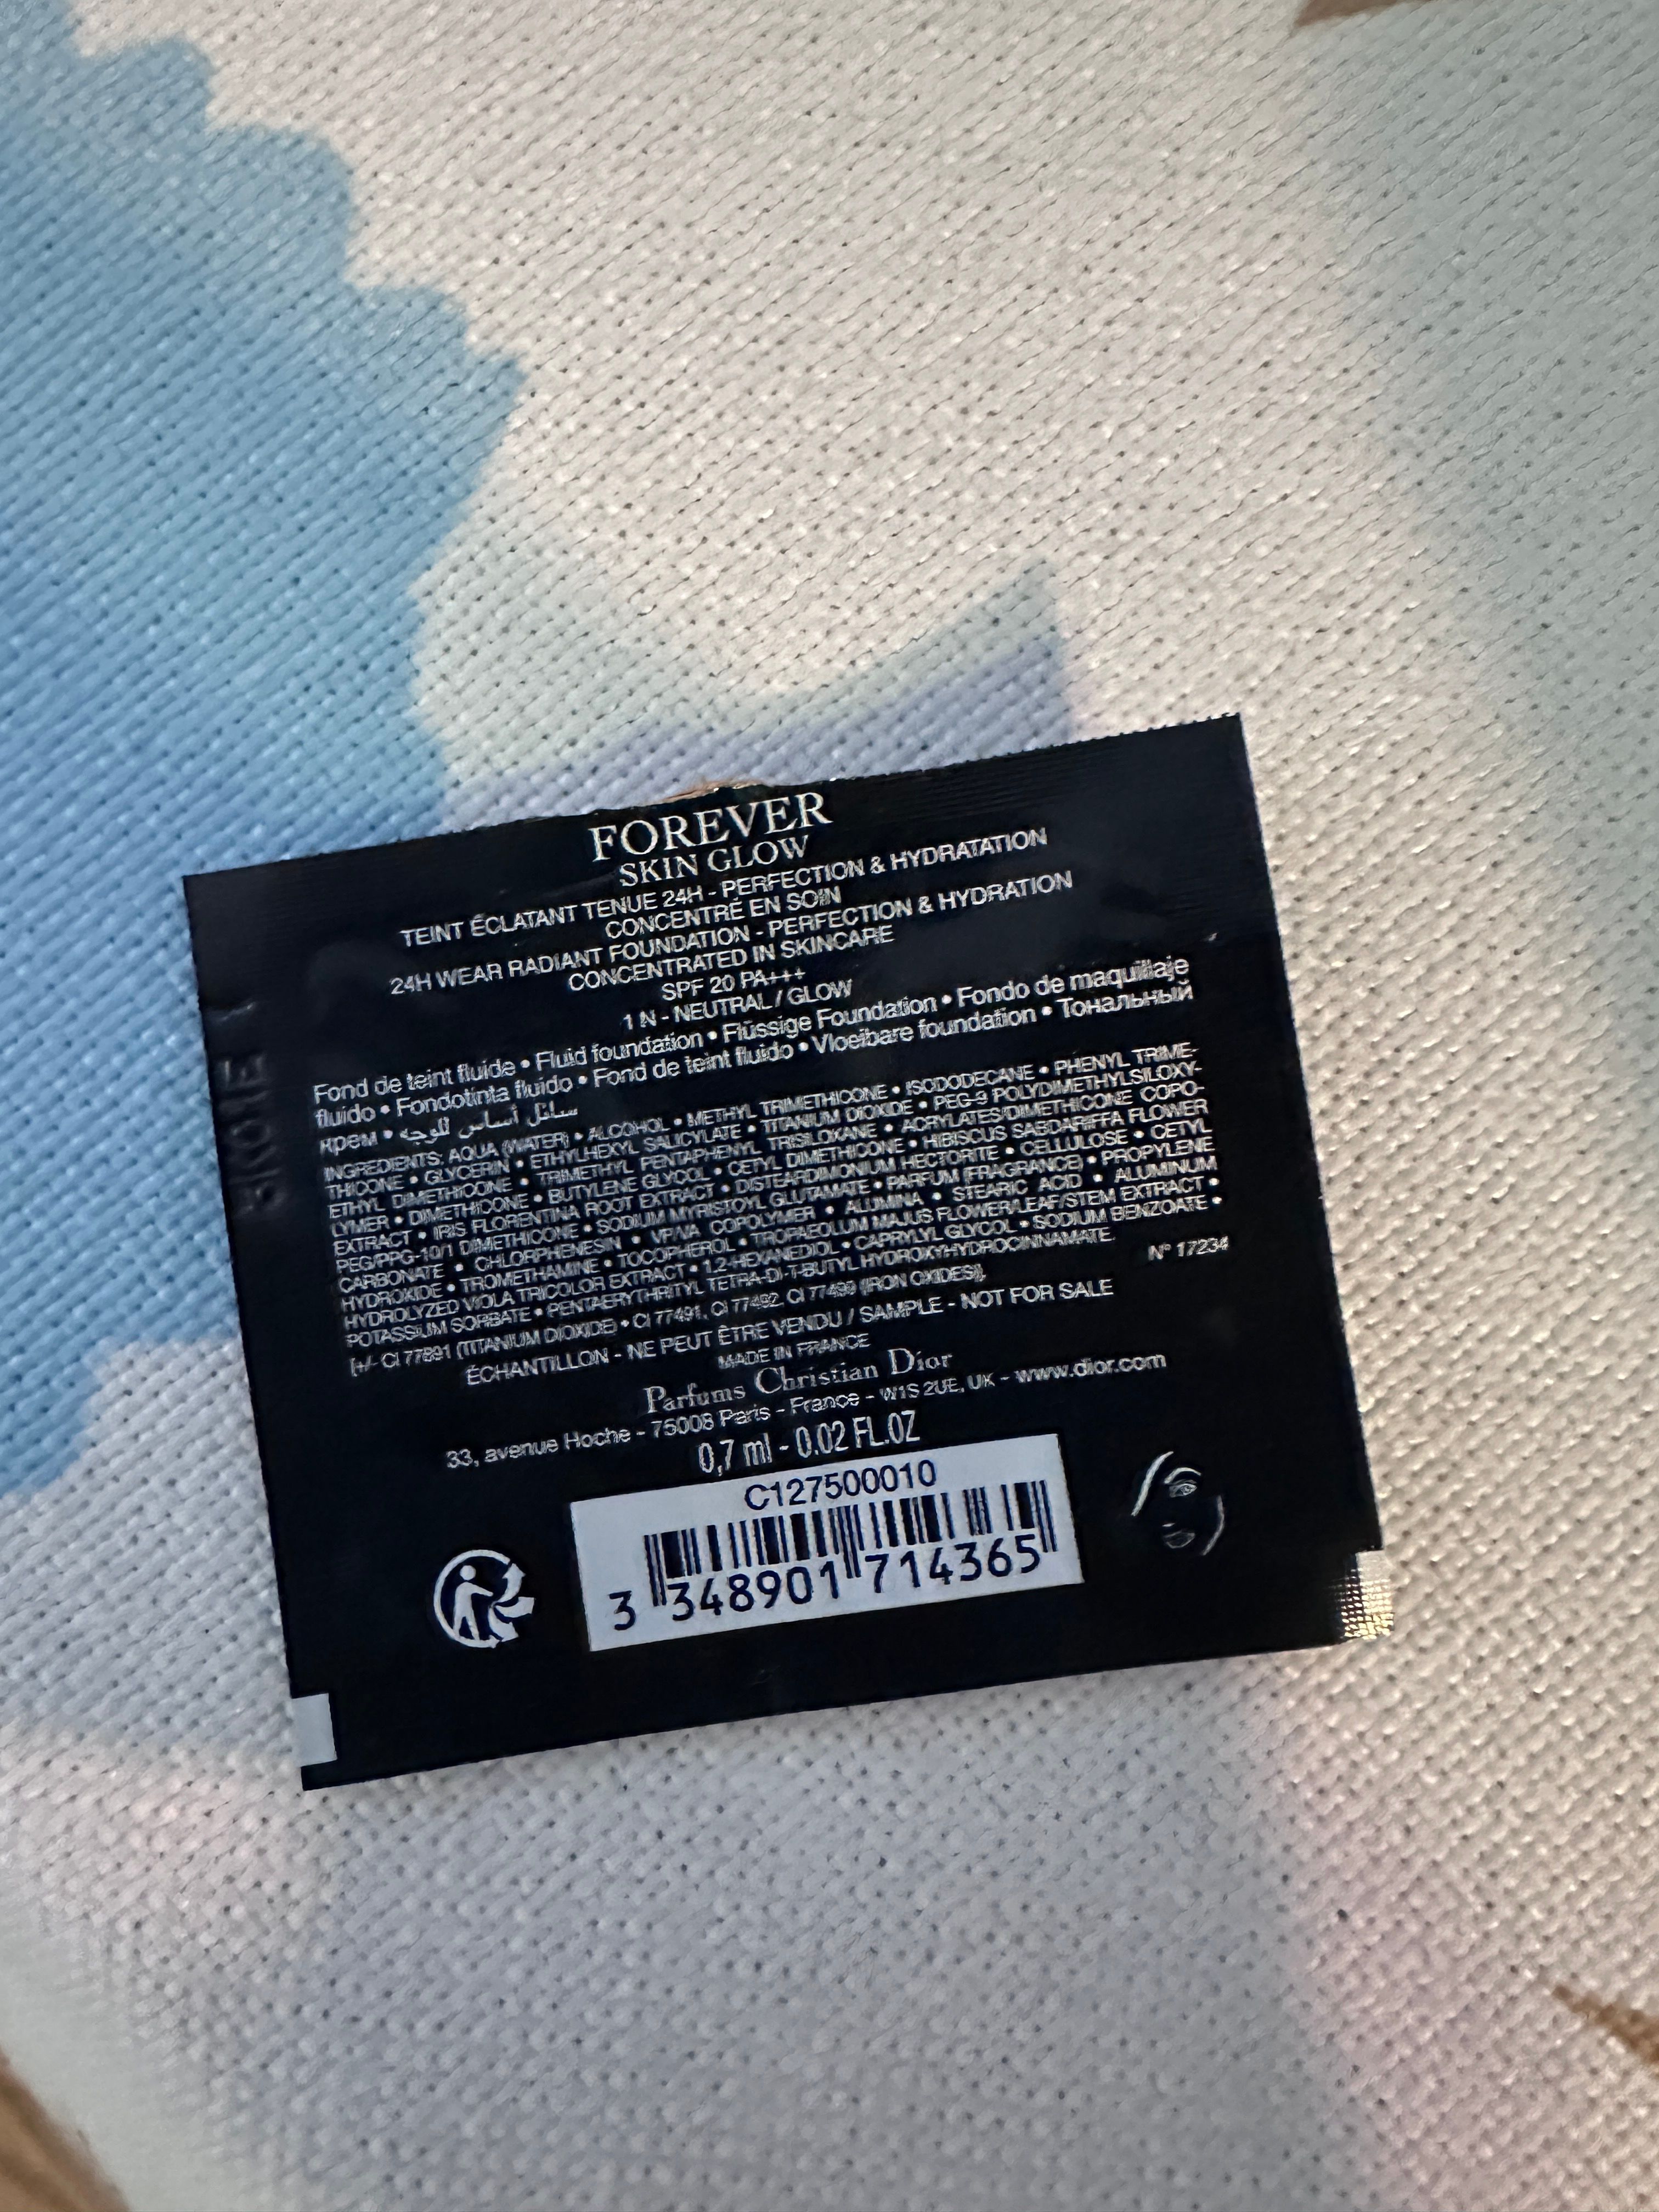 FOREVER
SKIN GLOW
TEINT ÉCLATANT TENUE 24H - PERFECTION & HYDRATATION
CONCENTRÉ EN SOIN
24H WEAR RADIANT FOUNDATION - PERFECTION & HYDRATION
CONCENTRATED IN SKINCARE
SPF 20 PA+++
1 N - NEUTRAL / GLOW
Fond de teint fluide • Fluid foundation • Flüssige Foundation • Fondo de maquillaje
fluido • Fondotinta fluido • Fond de teint fluido • Vloeibare foundation • Тональный
крем • سائل أساس للوجه
INGREDIENTS: AQUA (WATER) • ALCOHOL • METHYL TRIMETHICONE • ISODODECANE • PHENYL TRIME-
THICONE • GLYCERIN • ETHYLHEXYL SALICYLATE • TITANIUM DIOXIDE • PEG-9 POLYDIMETHYLSILOXY-
ETHYL DIMETHICONE • TRIMETHYL PENTAPHENYL TRISILOXANE • ACRYLATES/DIMETHICONE COPO-
LYMER • DIMETHICONE • BUTYLENE GLYCOL • CETYL DIMETHICONE • HIBISCUS SABDARIFFA FLOWER
EXTRACT • IRIS FLORENTINA ROOT EXTRACT • DISTEARDIMONIUM HECTORITE • CELLULOSE • CETYL
PEG/PPG-10/1 DIMETHICONE • SODIUM MYRISTOYL GLUTAMATE • PARFUM (FRAGRANCE) • PROPYLENE
CARBONATE • CHLORPHENESIN • VP/VA COPOLYMER • ALUMINA • STEARIC ACID • ALUMINUM
HYDROXIDE • TROMETHAMINE • TOCOPHEROL • TROPAEOLUM MAJUS FLOWER/LEAF/STEM EXTRACT •
HYDROLYZED VIOLA TRICOLOR EXTRACT • 1,2-HEXANEDIOL • CAPRYLYL GLYCOL • SODIUM BENZOATE •
POTASSIUM SORBATE • PENTAERYTHRITYL TETRA-DI-T-BUTYL HYDROXYHYDROCINNAMATE.
[+/- CI 77891 (TITANIUM DIOXIDE) • CI 77491, CI 77492, CI 77499 (IRON OXIDES)]. N° 17234
ÉCHANTILLON - NE PEUT ÊTRE VENDU / SAMPLE - NOT FOR SALE
MADE IN FRANCE
Parfums Christian Dior
33, avenue Hoche - 75008 Paris - France - W1S 2UE, UK - www.dior.com
0,7 ml - 0.02 FL.OZ
C127500010
3 348901 714365